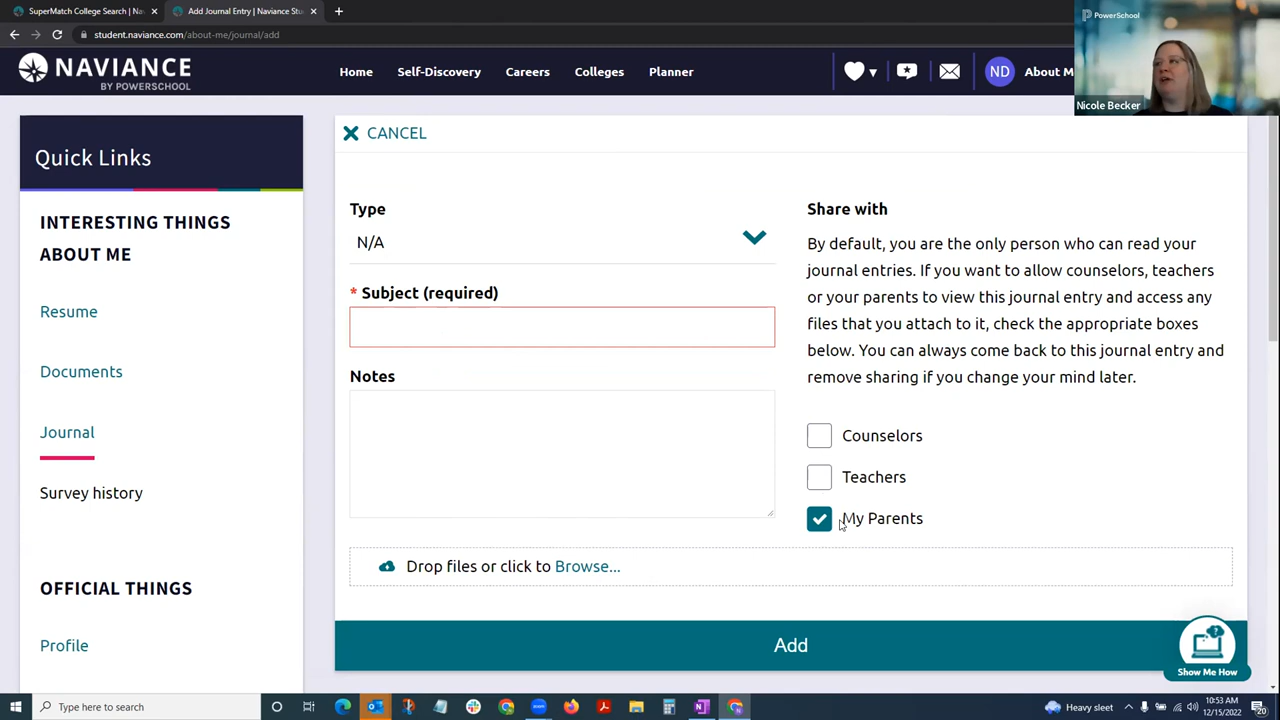 SuperMatch College Search | Nav
Add Journal Entry | Naviance Stu
student.naviance.com/about-me/journal/add
PowerSchool
Nicole Becker
NAVIANCE
BY POWERSCHOOL
Home
Self-Discovery
Careers
Colleges
Planner
ND
About M
Quick Links
INTERESTING THINGS
ABOUT ME
Resume
Documents
Journal
Survey history
OFFICIAL THINGS
Profile
CANCEL
Type
N/A
* Subject (required)
Notes
Share with
By default, you are the only person who can read your
journal entries. If you want to allow counselors, teachers
or your parents to view this journal entry and access any
files that you attach to it, check the appropriate boxes
below. You can always come back to this journal entry and
remove sharing if you change your mind later.
Counselors
Teachers
My Parents
Drop files or click to Browse...
Add
Show Me How
Type here to search
Heavy sleet
10:53 AM
12/15/2022
20